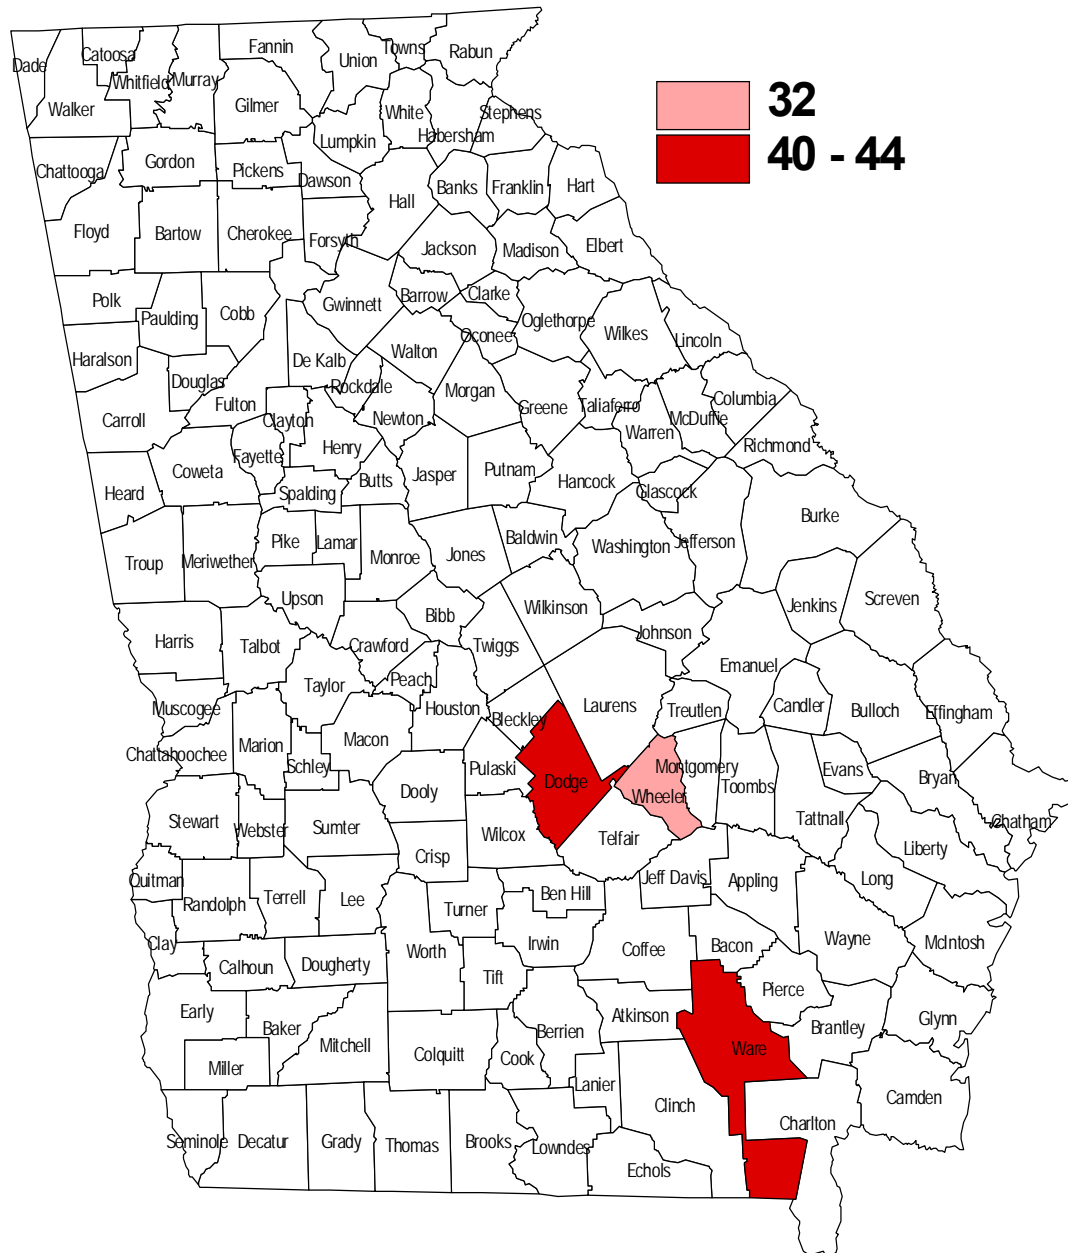 Dade
Catoosa
Whitfield
Murray
Fannin
Union
Towns
Rabun
Walker
Gilmer
White
Lumpkin
Habersham
Stephens
32
40 - 44
Chattooga
Gordon
Pickens
Dawson
Hall
Banks
Franklin
Hart
Floyd
Bartow
Cherokee
Forsyth
Jackson
Madison
Elbert
Polk
Paulding
Cobb
Gwinnett
Barrow
Clarke
Oconee
Oglethorpe
Wilkes
Lincoln
Haralson
Douglas
De Kalb
Rockdale
Walton
Morgan
Greene
Taliaferro
McDuffie
Columbia
Carroll
Fulton
Clayton
Newton
Warren
Richmond
Coweta
Fayette
Henry
Butts
Jasper
Putnam
Hancock
Glascock
Heard
Spalding
Burke
Troup
Meriwether
Pike
Lamar
Monroe
Jones
Baldwin
Washington
Jefferson
Upson
Bibb
Wilkinson
Jenkins
Screven
Harris
Talbot
Crawford
Twiggs
Johnson
Emanuel
Taylor
Peach
Muscogee
Houston
Bleckley
Laurens
Treutlen
Candler
Bulloch
Effingham
Chattahoochee
Marion
Macon
Schley
Pulaski
Dodge
Montgomery
Wheeler
Toombs
Evans
Bryan
Dooly
Stewart
Webster
Sumter
Wilcox
Telfair
Tattnall
Chatham
Crisp
Liberty
Quitman
Randolph
Terrell
Lee
Turner
Ben Hill
Jeff Davis
Appling
Long
Clay
Calhoun
Dougherty
Worth
Irwin
Coffee
Bacon
Wayne
McIntosh
Tift
Early
Baker
Mitchell
Berrien
Atkinson
Pierce
Brantley
Glynn
Miller
Colquitt
Cook
Ware
Lanier
Clinch
Charlton
Camden
Seminole
Decatur
Grady
Thomas
Brooks
Lowndes
Echols